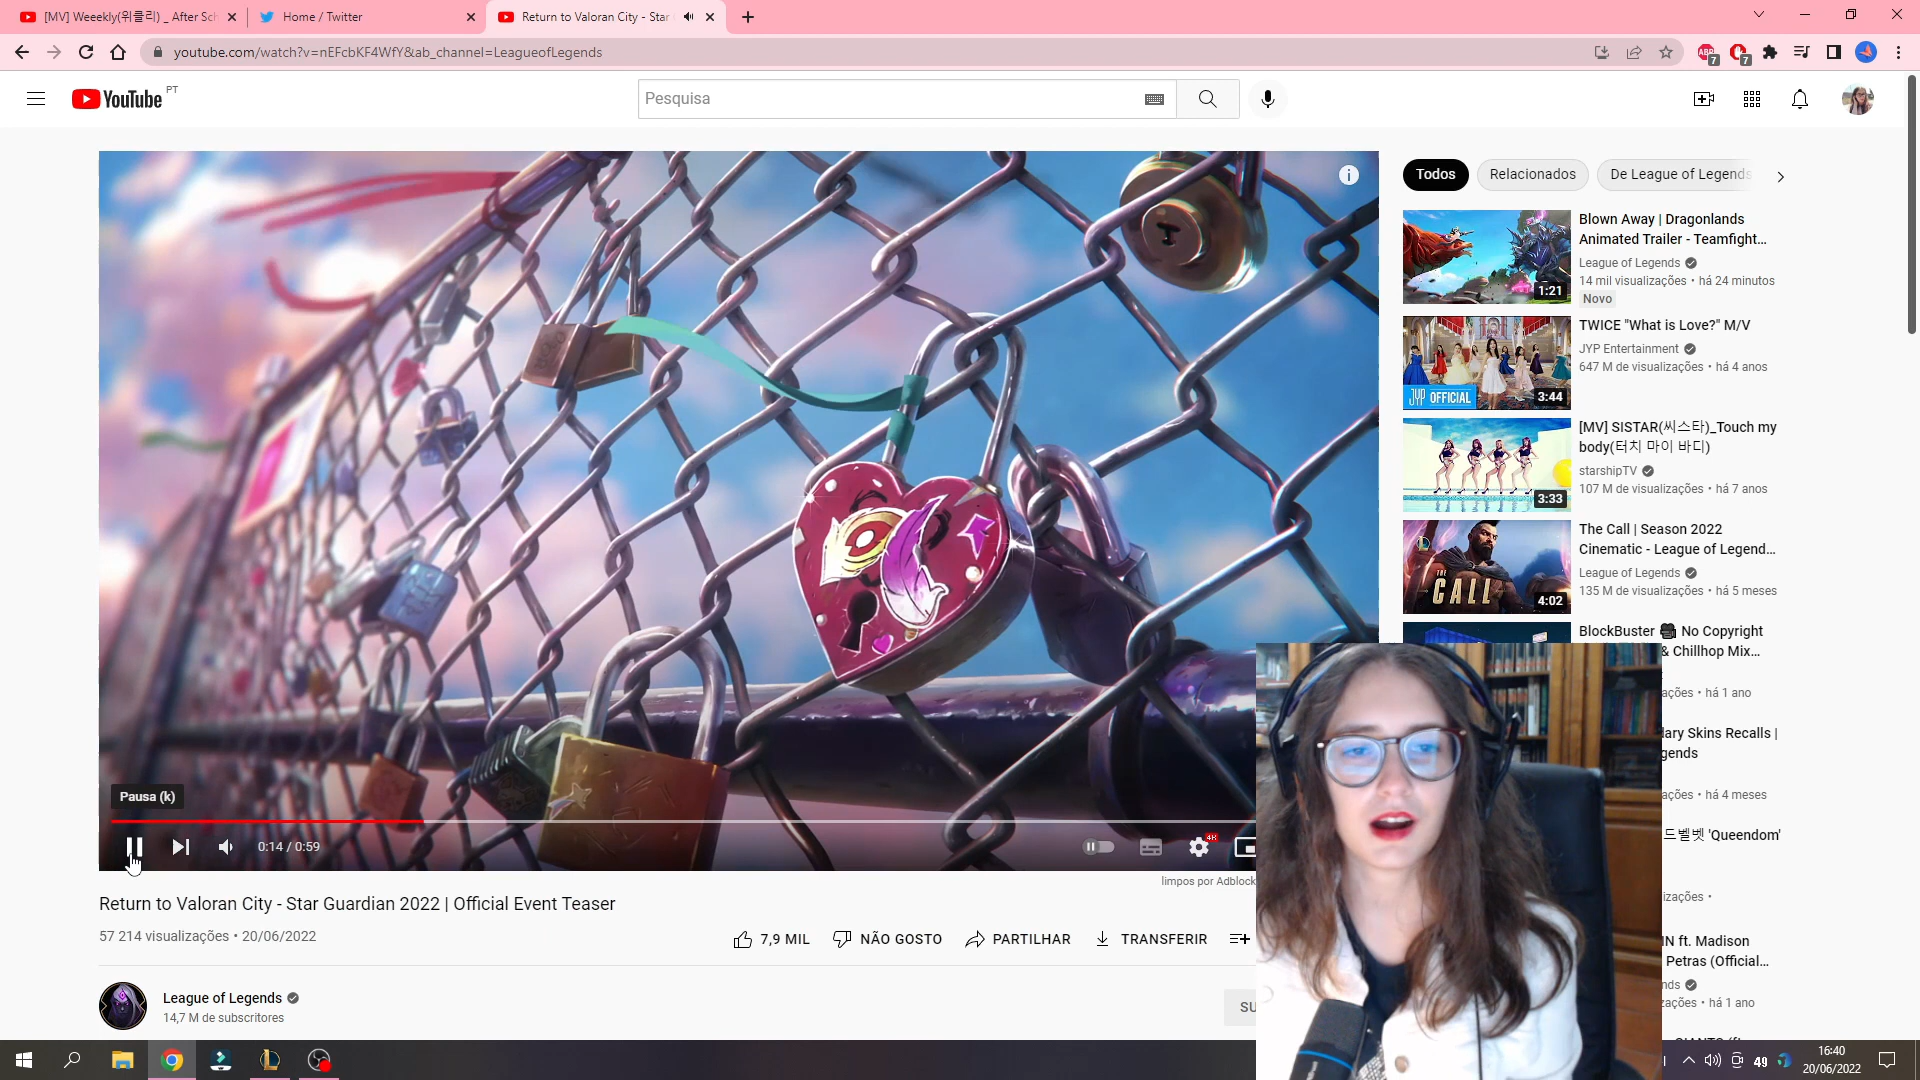 [MV] Weeekly(위클리) _ After Sch
Home / Twitter
Return to Valoran City - Star
youtube.com/watch?v=nEFcbKF4WfY&ab_channel=LeagueofLegends
ABP
7
7
YouTube
PT
Pesquisa
Todos
Relacionados
De League of Legends
Blown Away | Dragonlands
Animated Trailer - Teamfight...
League of Legends
14 mil visualizações • há 24 minutos
Novo
1:21
TWICE "What is Love?" M/V
JYP Entertainment
647 M de visualizações • há 4 anos
JYP OFFICIAL
3:44
[MV] SISTAR(씨스타)_Touch my
body(터치 마이 바디)
starshipTV
107 M de visualizações • há 7 anos
3:33
The Call | Season 2022
Cinematic - League of Legend...
League of Legends
135 M de visualizações • há 5 meses
THE
CALL
4:02
BlockBuster 🎥 No Copyright
& Chillhop Mix...
ações • há 1 ano
dary Skins Recalls |
gends
ações • há 4 meses
드벨벳 'Queendom'
izações •
IN ft. Madison
Petras (Official...
nds
zações • há 1 ano
Pausa (k)
0:14 / 0:59
4K
limpos por Adblock
Return to Valoran City - Star Guardian 2022 | Official Event Teaser
57 214 visualizações • 20/06/2022
7,9 MIL
NÃO GOSTO
PARTILHAR
TRANSFERIR
League of Legends
14,7 M de subscritores
SU
49
16:40
20/06/2022